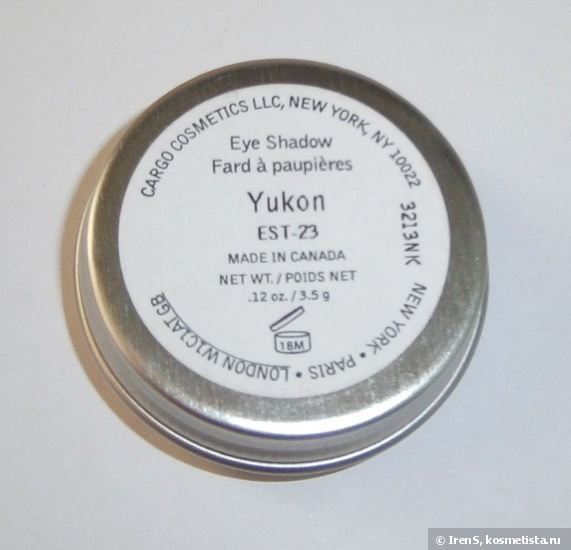 CARGO COSMETICS LLC, NEW YORK, NY 10022
Eye Shadow
Fard à paupières
Yukon
EST-23
MADE IN CANADA
NET WT. / POIDS NET
.12 oz. / 3.5 g
18M
3213NK
NEW YORK • PARIS • LONDON W1C1AT GB
© IrenS, kosmetista.ru